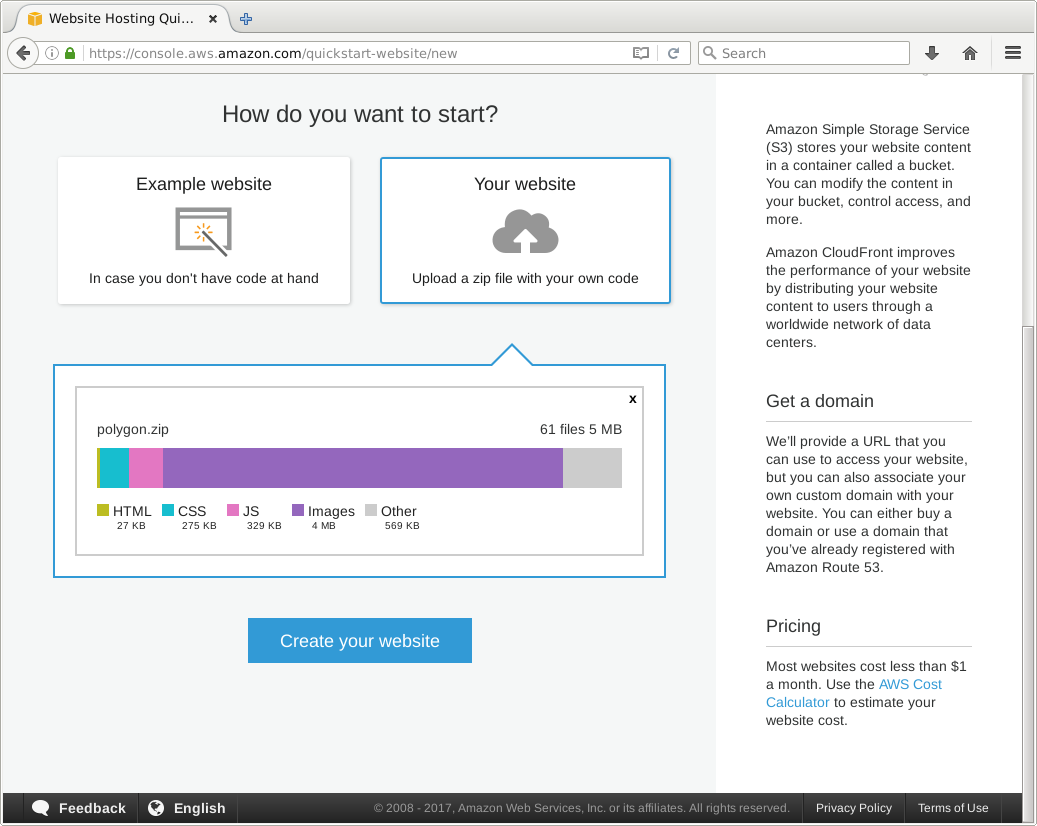 Website Hosting Qui...
https://console.aws.amazon.com/quickstart-website/new
Search
How do you want to start?
Example website
In case you don't have code at hand
Your website
Upload a zip file with your own code
x
polygon.zip
61 files 5 MB
HTML CSS JS Images Other
27 KB 275 KB 329 KB 4 MB 569 KB
Create your website
Amazon Simple Storage Service
(S3) stores your website content
in a container called a bucket.
You can modify the content in
your bucket, control access, and
more.
Amazon CloudFront improves
the performance of your website
by distributing your website
content to users through a
worldwide network of data
centers.
Get a domain
We'll provide a URL that you
can use to access your website,
but you can also associate your
own custom domain with your
website. You can either buy a
domain or use a domain that
you've already registered with
Amazon Route 53.
Pricing
Most websites cost less than $1
a month. Use the AWS Cost
Calculator to estimate your
website cost.
Feedback English © 2008 - 2017, Amazon Web Services, Inc. or its affiliates. All rights reserved. Privacy Policy Terms of Use